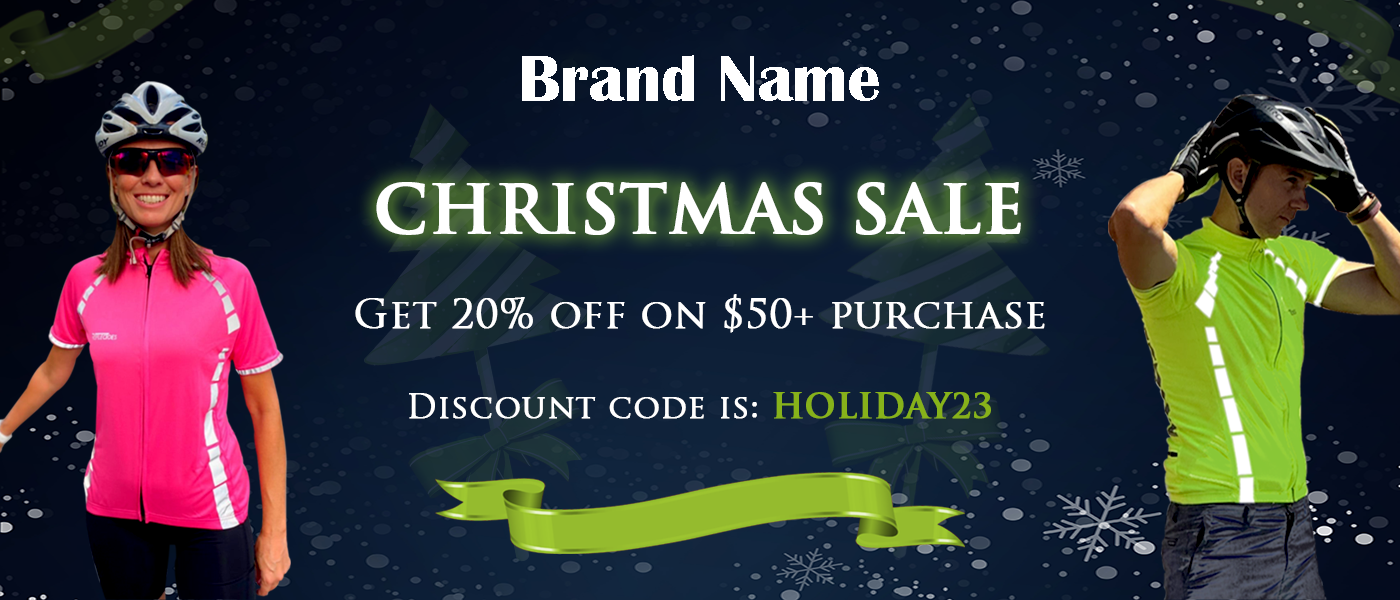 Brand Name
CHRISTMAS SALE
GET 20% OFF ON $50+ PURCHASE
DISCOUNT CODE IS: HOLIDAY23